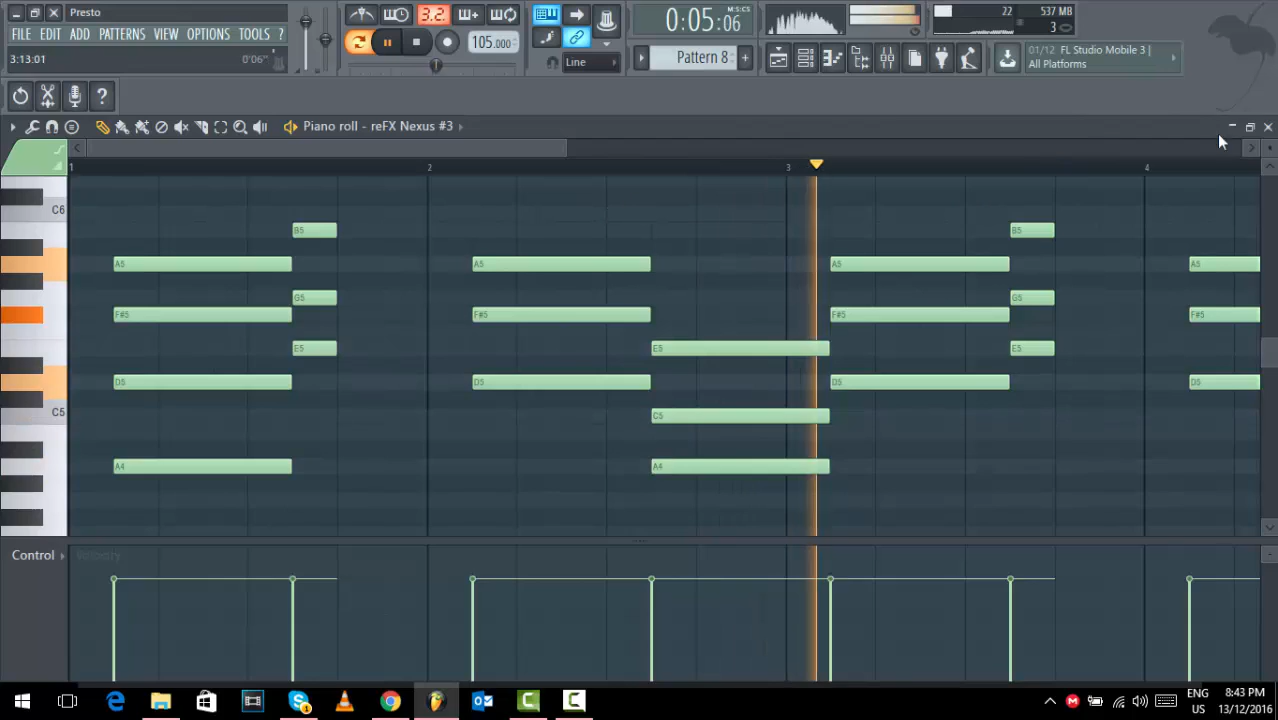 Presto
FILE EDIT ADD PATTERNS VIEW OPTIONS TOOLS ?
3:13:01 0'06"
3.2.
105.000
0:05:06 M:S:CS
Line
Pattern 8
22 537 MB
3
01/12 FL Studio Mobile 3 |
All Platforms
Piano roll - reFX Nexus #3
1 2 3 4
C6
B5 B5
A5 A5 A5 A5
G5 G5
F#5 F#5 F#5 F#5
E5 E5 E5
D5 D5 D5 D5
C5 C5
A4 A4
Control Velocity
ENG
US
8:43 PM
13/12/2016